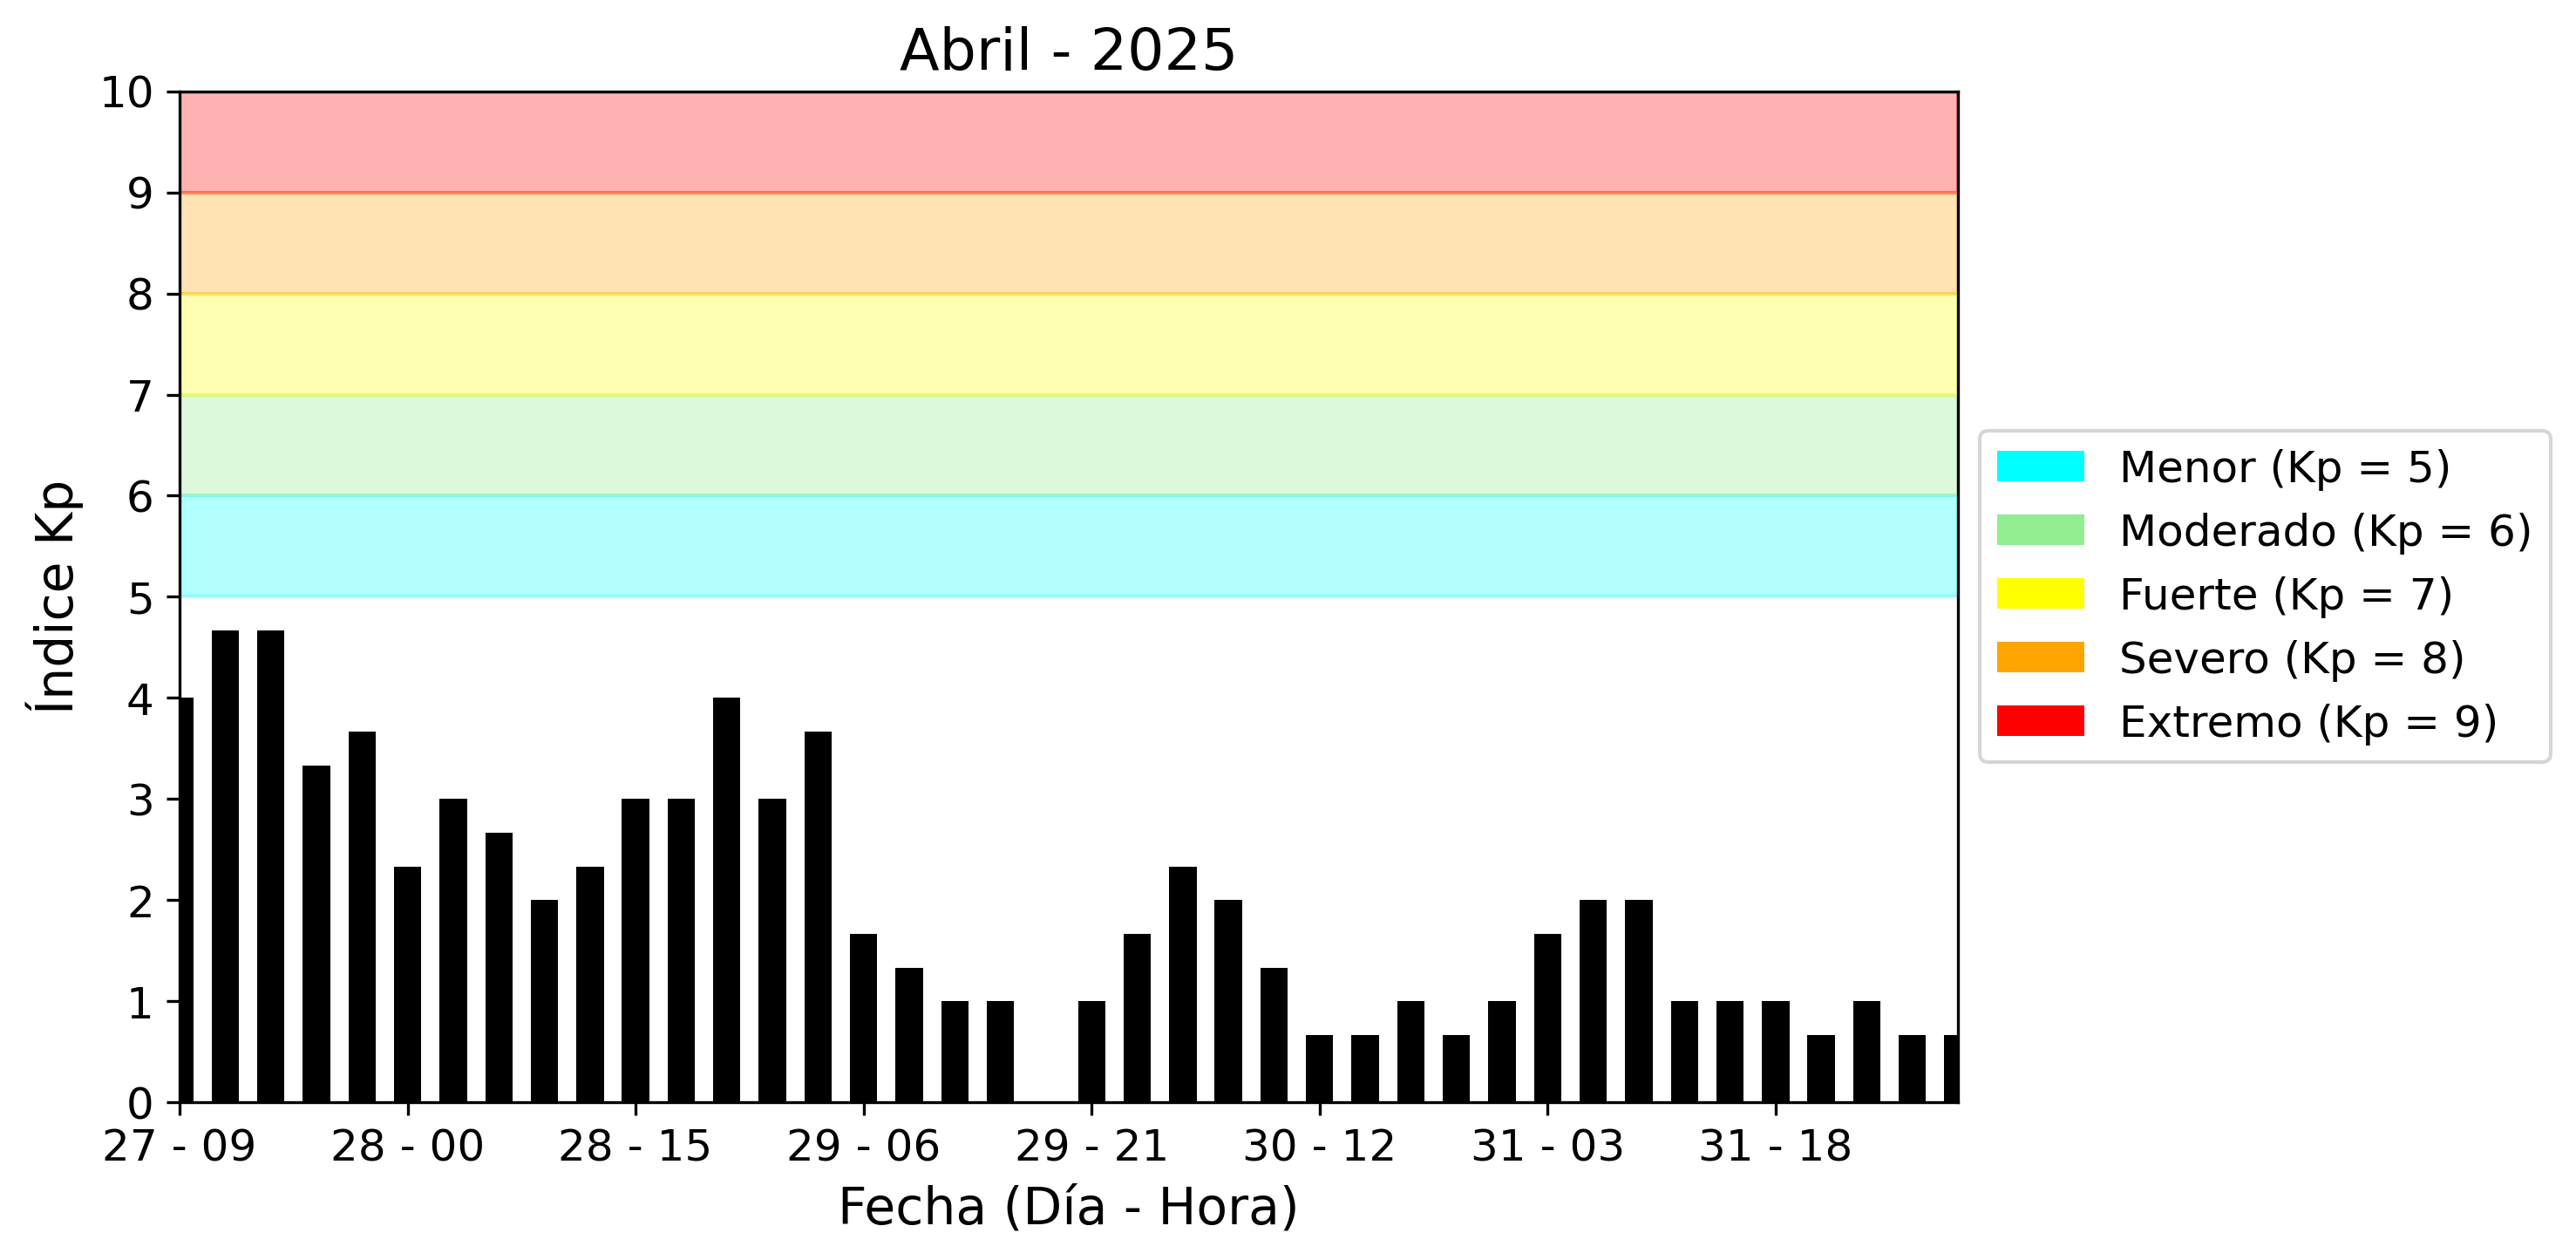 Abril - 2025
10
9
8
7
6
5
4
3
2
1
0
Índice Kp
27 - 09
28 - 00
28 - 15
29 - 06
29 - 21
30 - 12
31 - 03
31 - 18
Fecha (Día - Hora)
Menor (Kp = 5)
Moderado (Kp = 6)
Fuerte (Kp = 7)
Severo (Kp = 8)
Extremo (Kp = 9)